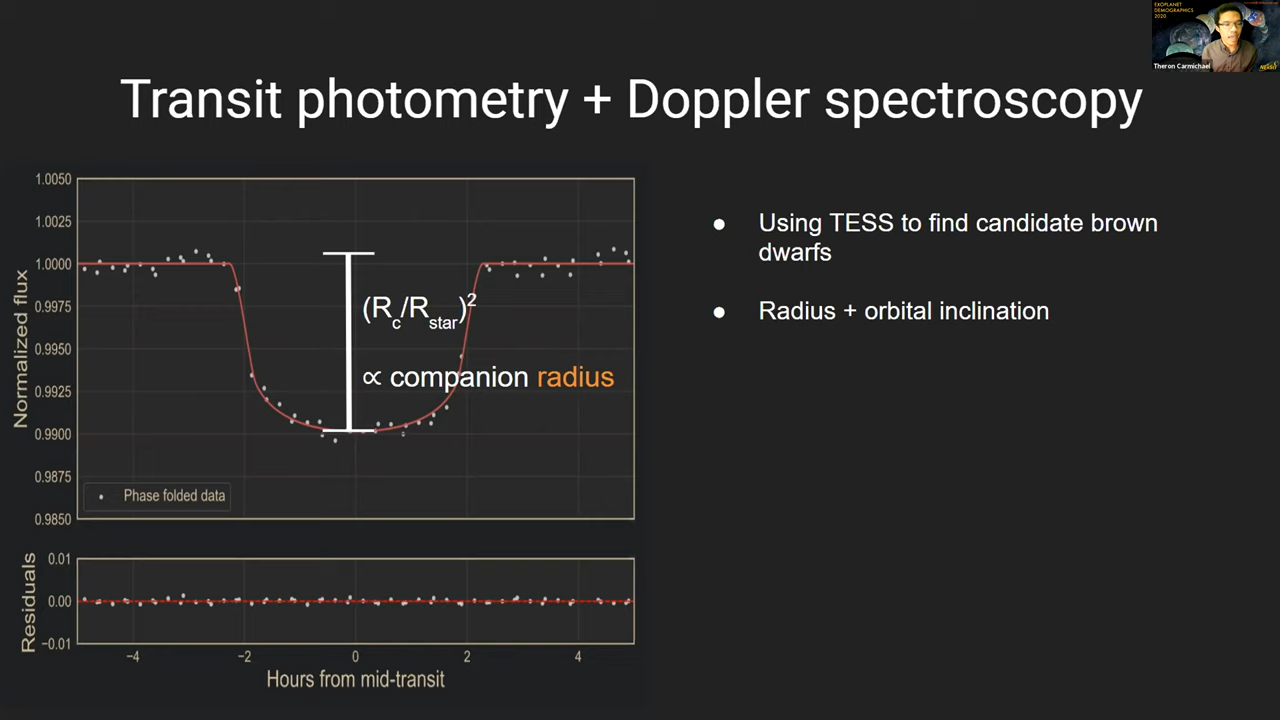 EXOPLANET
DEMOGRAPHICS
2020
Theron Carmichael
Transit photometry + Doppler spectroscopy
1.0050
1.0025
1.0000
0.9975
0.9950
0.9925
0.9900
0.9875
0.9850
Normalized flux
(Rc/Rstar)2
∝ companion radius
Phase folded data
0.01
0.00
−0.01
Residuals
−4 −2 0 2 4
Hours from mid-transit
● Using TESS to find candidate brown
dwarfs
● Radius + orbital inclination